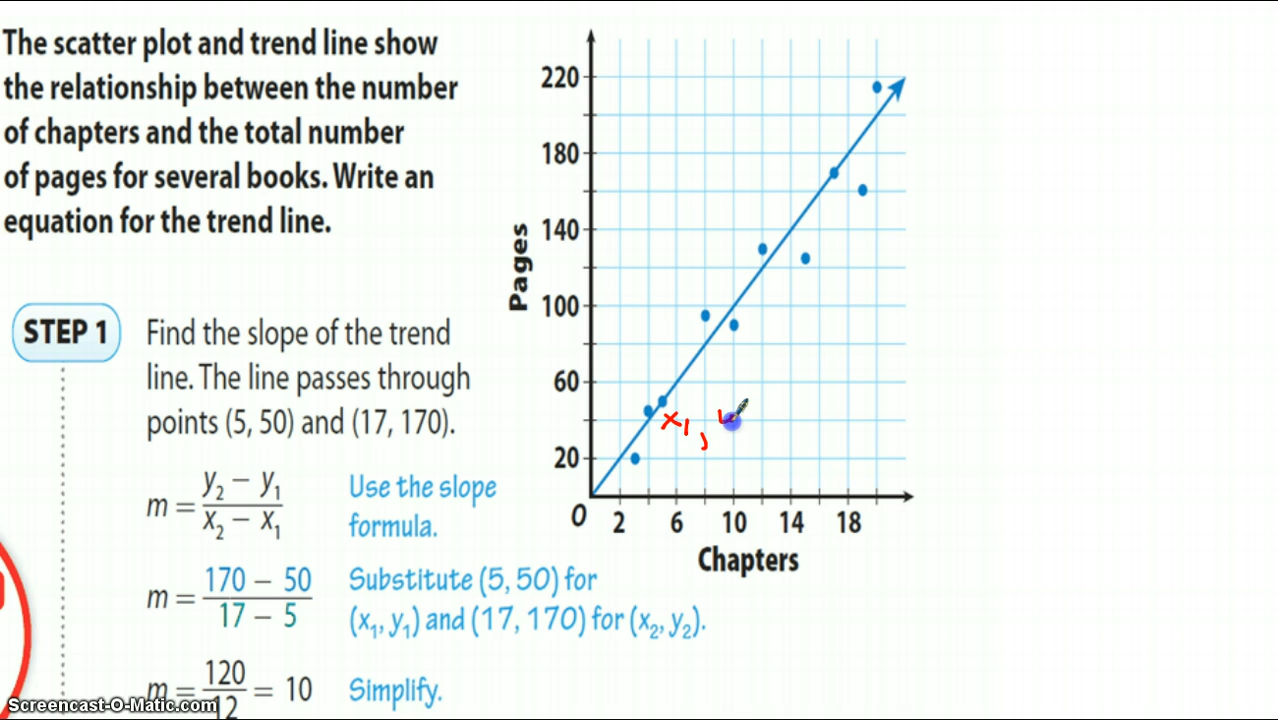 The scatter plot and trend line show
the relationship between the number
of chapters and the total number
of pages for several books. Write an
equation for the trend line.
STEP 1
Find the slope of the trend
line. The line passes through
points (5, 50) and (17, 170).
m = y₂ − y₁ / x₂ − x₁
Use the slope
formula.
m = 170 − 50 / 17 − 5
Substitute (5, 50) for
(x₁, y₁) and (17, 170) for (x₂, y₂).
m = 120 / 12 = 10
Simplify.
Pages
220
180
140
100
60
20
O 2 6 10 14 18
Chapters
x₁,
Screencast-O-Matic.com